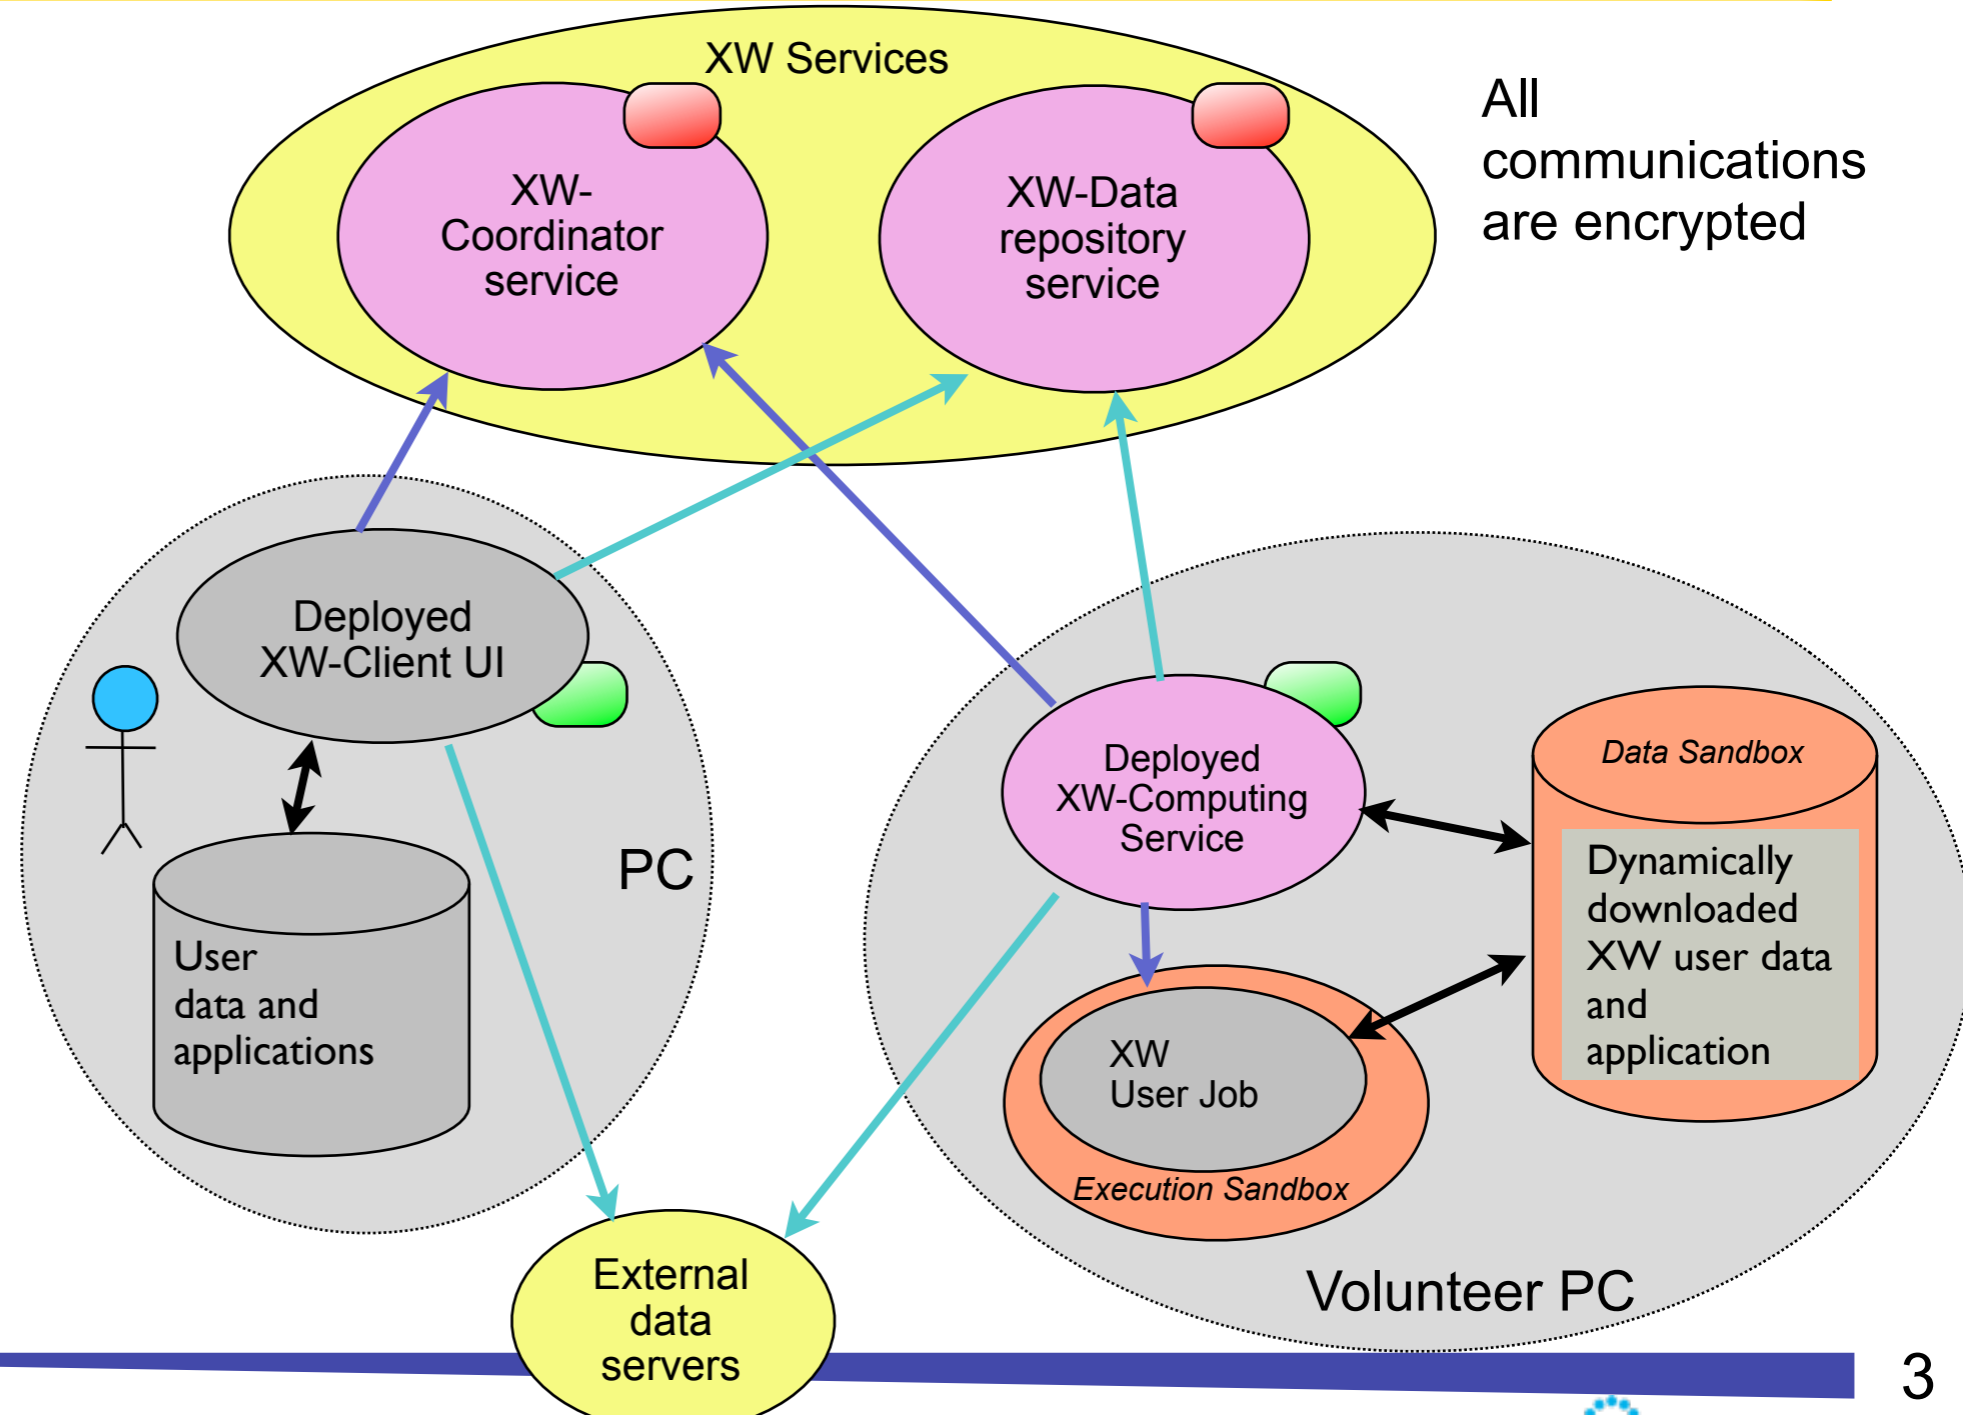 XW Services
All
communications
are encrypted
XW-
Coordinator
service
XW-Data
repository
service
Deployed
XW-Client UI
PC
User
data and
applications
Deployed
XW-Computing
Service
Data Sandbox
Dynamically
downloaded
XW user data
and
application
XW
User Job
Execution Sandbox
Volunteer PC
External
data
servers
3